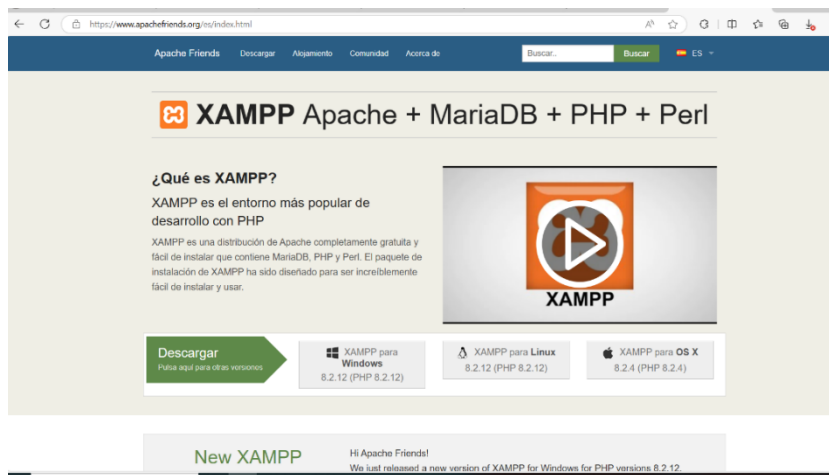 https://www.apachefriends.org/es/index.html
Apache Friends Descargar Alojamiento Comunidad Acerca de Buscar... Buscar ES
XAMPP Apache + MariaDB + PHP + Perl
¿Qué es XAMPP?
XAMPP es el entorno más popular de
desarrollo con PHP
XAMPP es una distribución de Apache completamente gratuita y
fácil de instalar que contiene MariaDB, PHP y Perl. El paquete de
instalación de XAMPP ha sido diseñado para ser increíblemente
fácil de instalar y usar.
XAMPP
Descargar
Pulsa aquí para otras versiones
XAMPP para
Windows
8.2.12 (PHP 8.2.12)
XAMPP para Linux
8.2.12 (PHP 8.2.12)
XAMPP para OS X
8.2.4 (PHP 8.2.4)
New XAMPP
Hi Apache Friends!
We just released a new version of XAMPP for Windows for PHP versions 8.2.12.